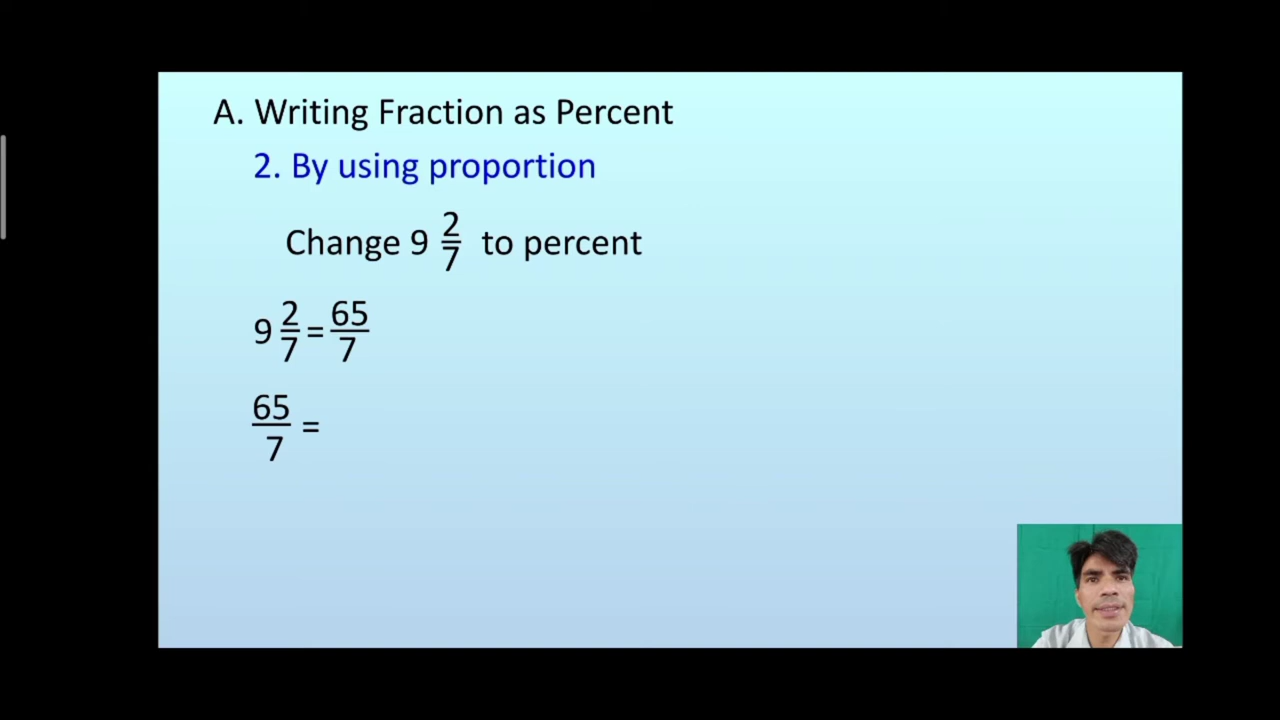 A. Writing Fraction as Percent
2. By using proportion
Change 9 2/7 to percent
9 2/7 = 65/7
65/7 =